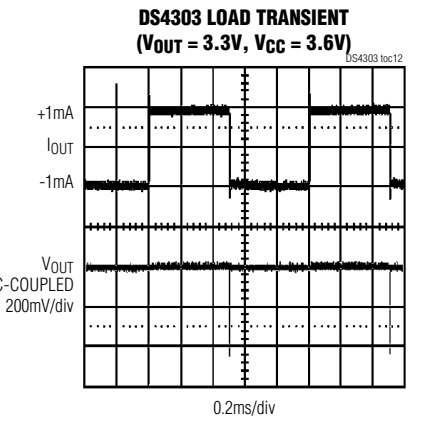 DS4303 LOAD TRANSIENT
(VOUT = 3.3V, VCC = 3.6V)
DS4303 toc12
+1mA
IOUT
-1mA
VOUT
C-COUPLED
200mV/div
0.2ms/div